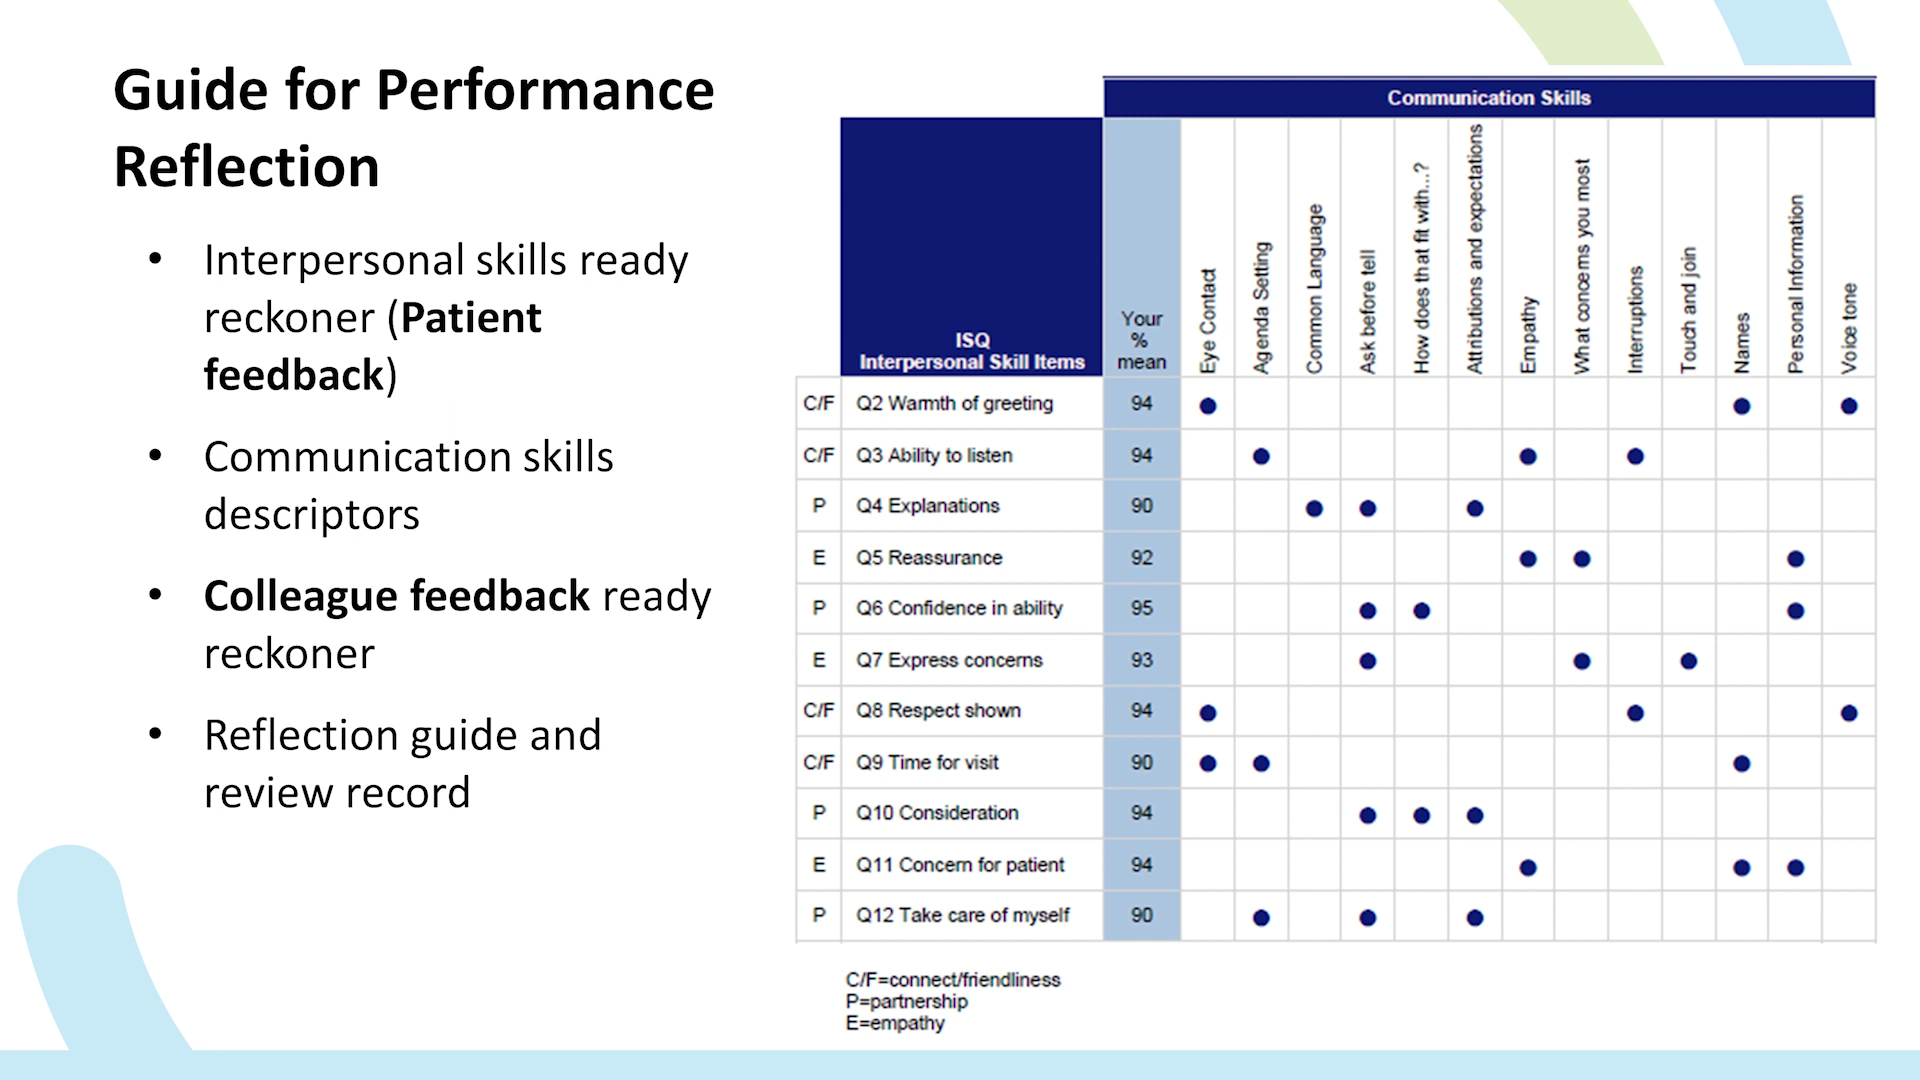 Guide for Performance
Reflection
• Interpersonal skills ready
reckoner (Patient
feedback)
• Communication skills
descriptors
• Colleague feedback ready
reckoner
• Reflection guide and
review record
Communication Skills
ISQ
Interpersonal Skill Items
Your
%
mean
Eye Contact
Agenda Setting
Common Language
Ask before tell
How does that fit with...?
Attributions and expectations
Empathy
What concerns you most
Interruptions
Touch and join
Names
Personal Information
Voice tone
C/F Q2 Warmth of greeting 94
C/F Q3 Ability to listen 94
P Q4 Explanations 90
E Q5 Reassurance 92
P Q6 Confidence in ability 95
E Q7 Express concerns 93
C/F Q8 Respect shown 94
C/F Q9 Time for visit 90
P Q10 Consideration 94
E Q11 Concern for patient 94
P Q12 Take care of myself 90
C/F=connect/friendliness
P=partnership
E=empathy